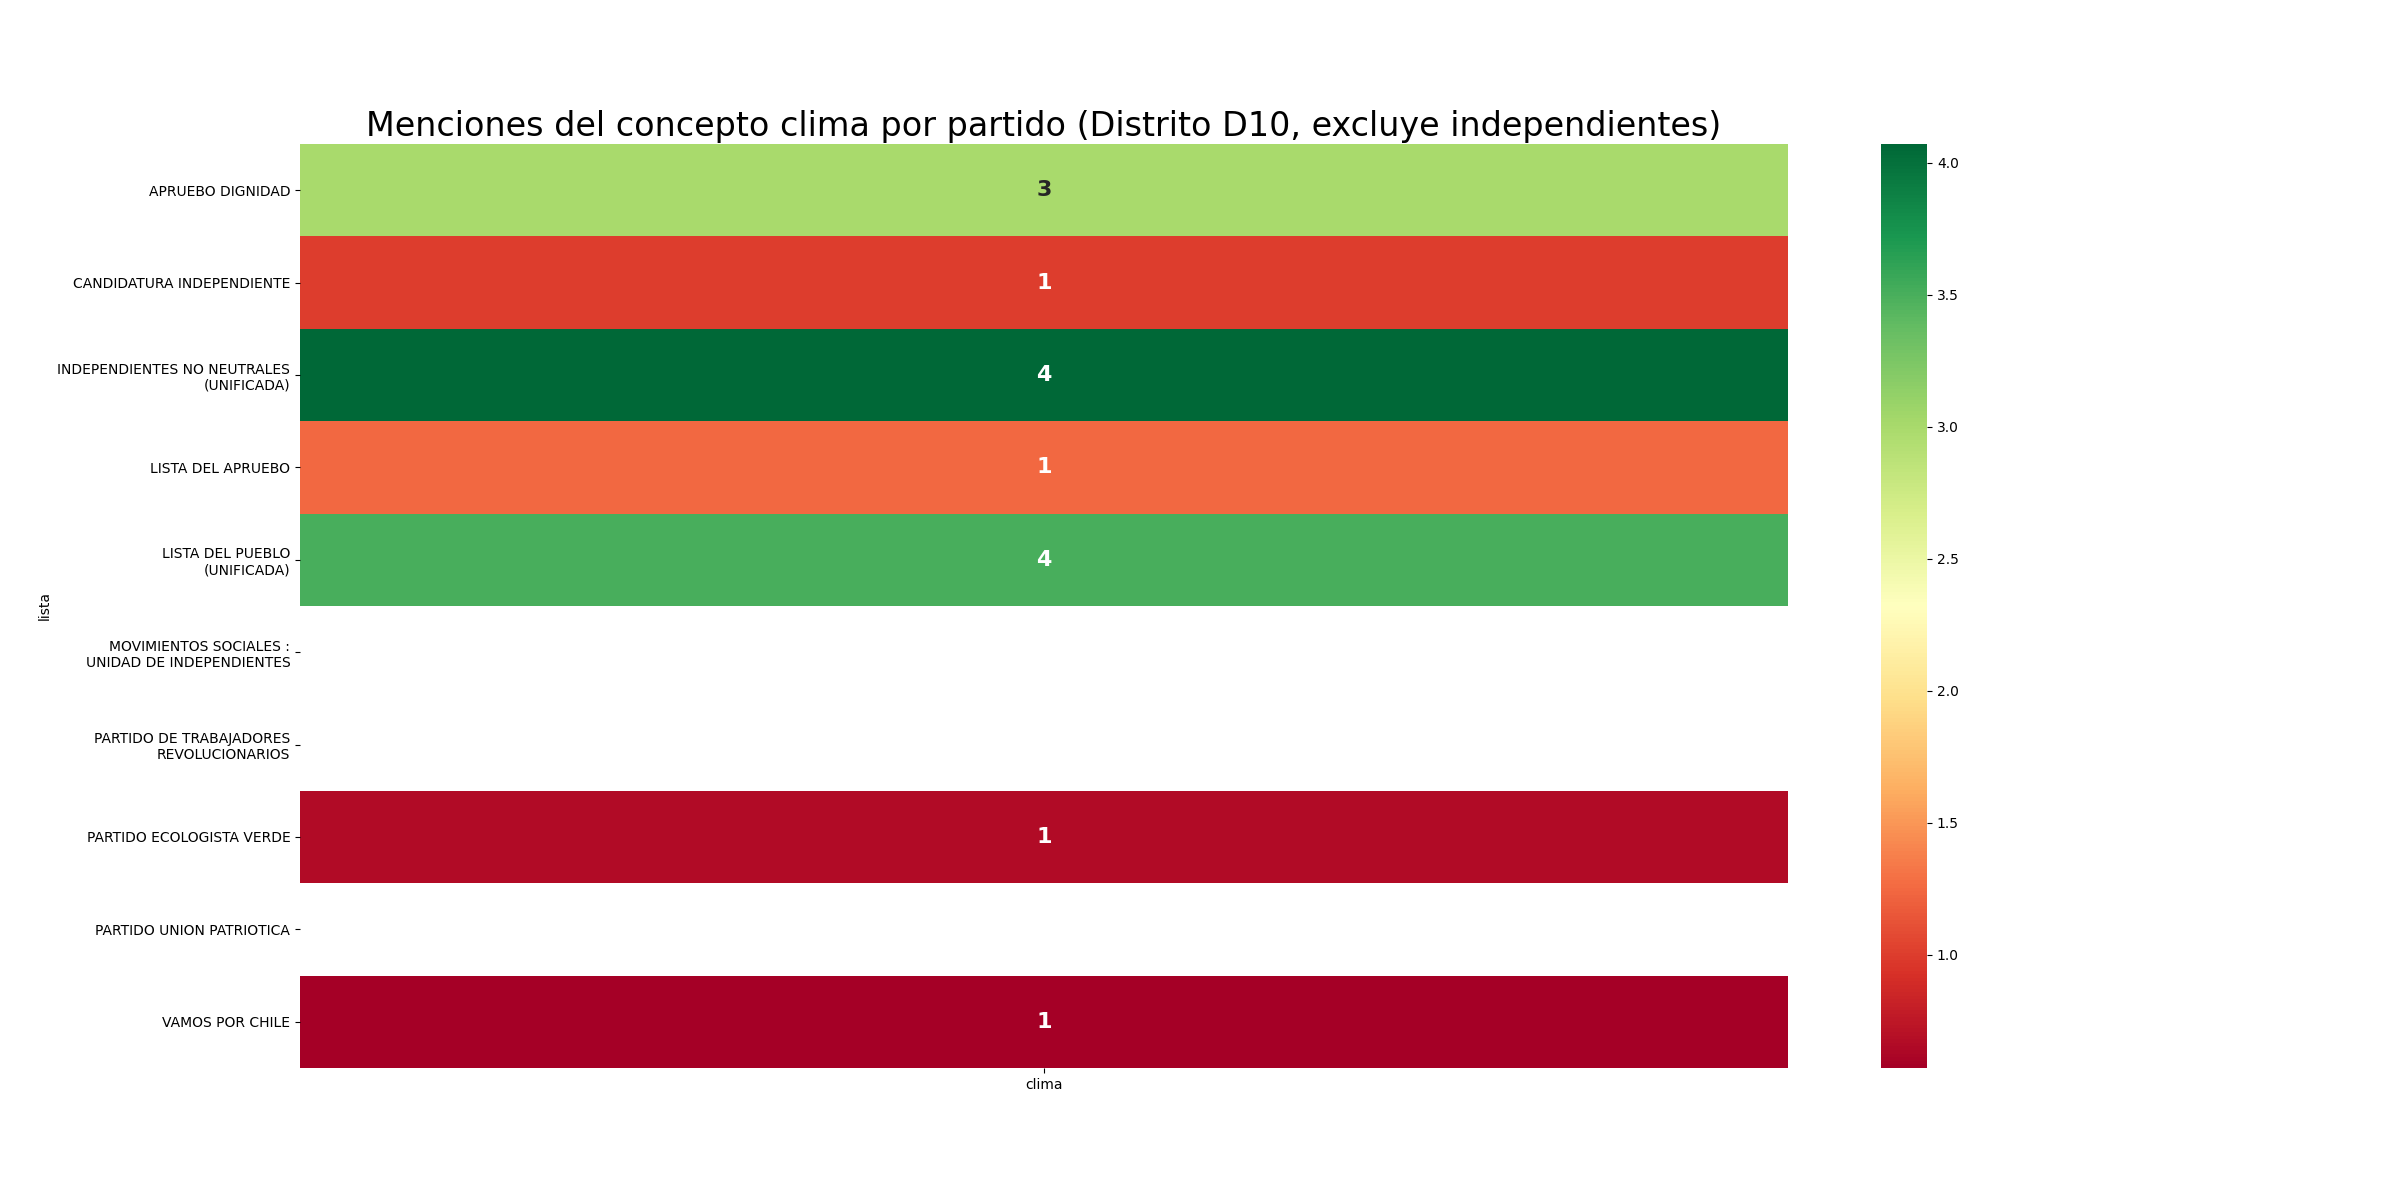 Menciones del concepto clima por partido (Distrito D10, excluye independientes)
APRUEBO DIGNIDAD
3
CANDIDATURA INDEPENDIENTE
1
INDEPENDIENTES NO NEUTRALES
(UNIFICADA)
4
LISTA DEL APRUEBO
1
LISTA DEL PUEBLO
(UNIFICADA)
4
MOVIMIENTOS SOCIALES :
UNIDAD DE INDEPENDIENTES
PARTIDO DE TRABAJADORES
REVOLUCIONARIOS
PARTIDO ECOLOGISTA VERDE
1
PARTIDO UNION PATRIOTICA
VAMOS POR CHILE
1
lista
clima
4.0
3.5
3.0
2.5
2.0
1.5
1.0